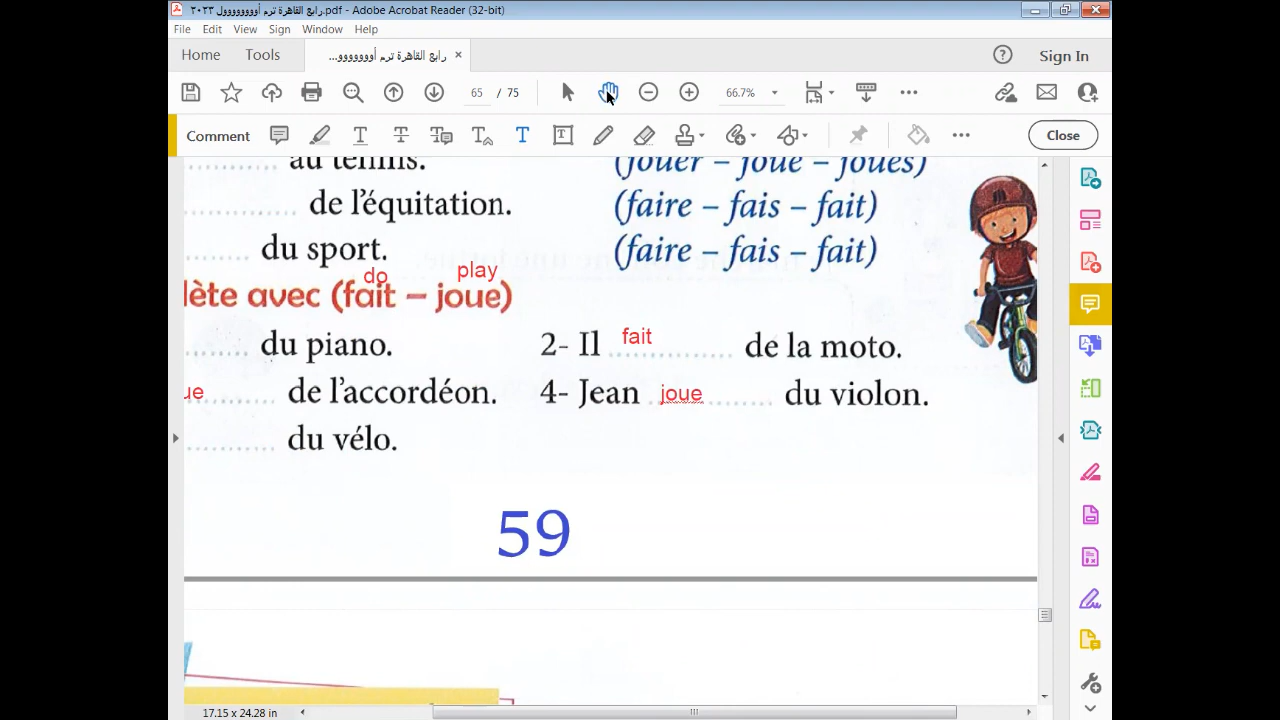 رابع القاهرة ترم أوووووووول ٢٠٢٣.pdf - Adobe Acrobat Reader (32-bit)
File Edit View Sign Window Help
Home Tools رابع القاهرة ترم أووووووو... × Sign In
65 / 75 66.7%
Comment Close
au tennis. (jouer – joue – joues)
de l'équitation. (faire – fais – fait)
du sport. (faire – fais – fait)
do play
lète avec (fait – joue)
du piano. 2- Il fait de la moto.
ue de l'accordéon. 4- Jean joue du violon.
du vélo.
59
17.15 x 24.28 in